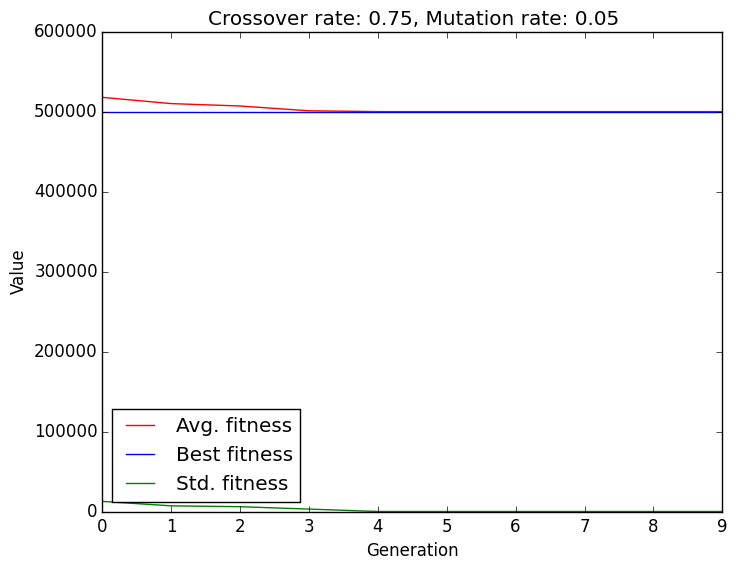 Crossover rate: 0.75, Mutation rate: 0.05
600000
500000
400000
300000
200000
100000
0
Value
Avg. fitness
Best fitness
Std. fitness
0 1 2 3 4 5 6 7 8 9
Generation